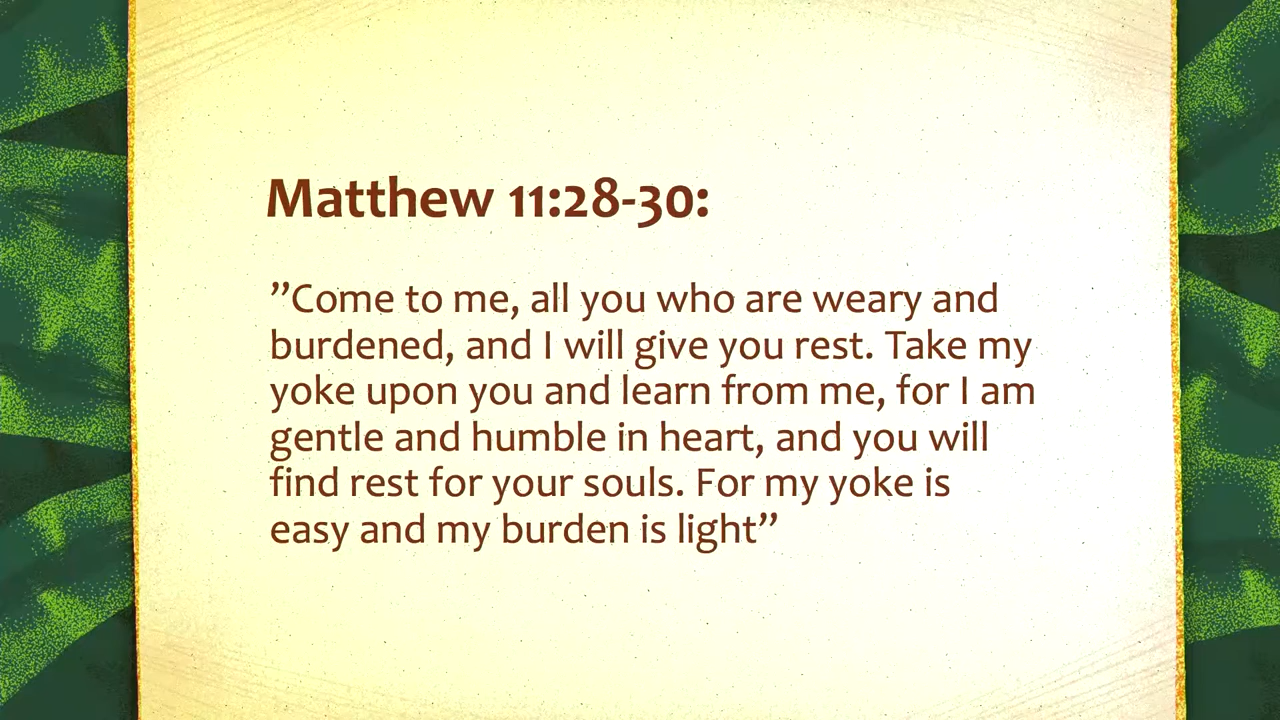 Matthew 11:28-30:
”Come to me, all you who are weary and
burdened, and I will give you rest. Take my
yoke upon you and learn from me, for I am
gentle and humble in heart, and you will
find rest for your souls. For my yoke is
easy and my burden is light”